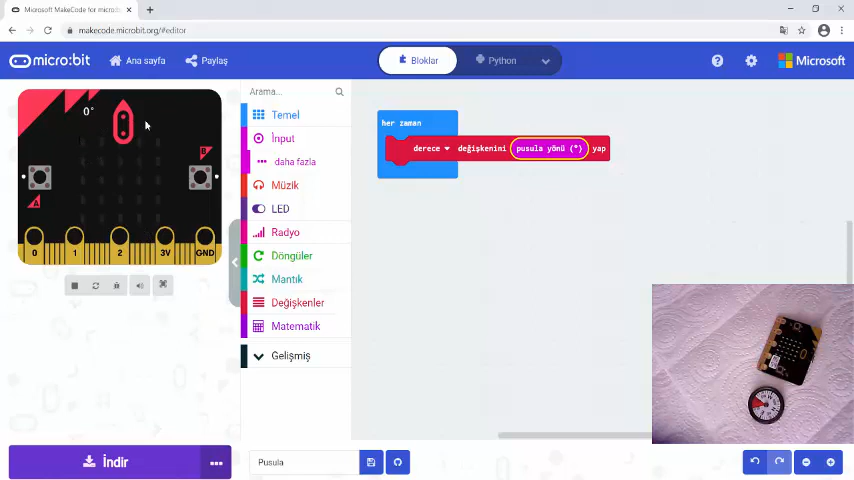 Microsoft MakeCode for micro:b
makecode.microbit.org/#editor
micro:bit
Ana sayfa
Paylaş
Bloklar
Python
Microsoft
0°
B
A
0 1 2 3V GND
Arama...
Temel
Input
daha fazla
Müzik
LED
Radyo
Döngüler
Mantık
Değişkenler
Matematik
Gelişmiş
her zaman
derece değişkenini pusula yönü (°) yap
İndir
Pusula